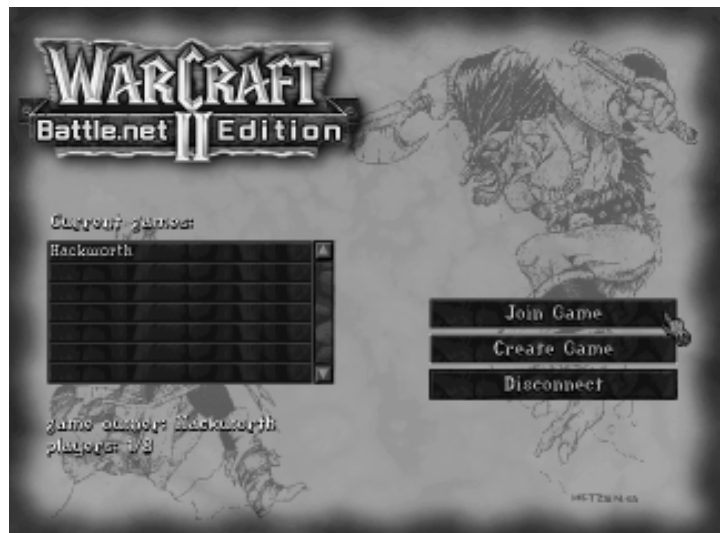 WARCRAFT
II
Battle.net Edition
Current games:
Hackworth
Join Game
Create Game
Disconnect
game owner: Hackworth
players: 1/8
METZEN